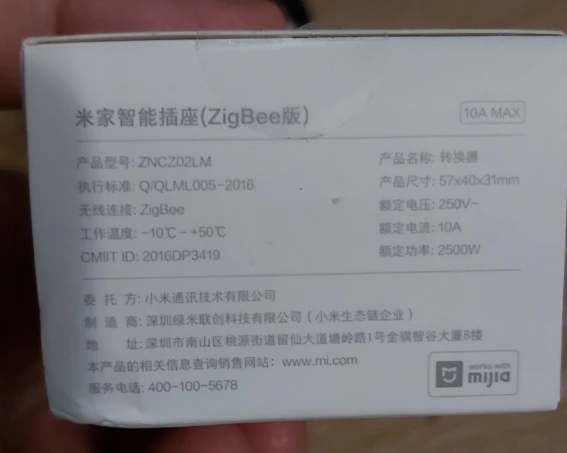 米家智能插座(ZigBee版)
10A MAX
产品型号: ZNCZ02LM
执行标准: Q/QLML005-2016
无线连接: ZigBee
工作温度: -10℃ - +50℃
CMIIT ID: 2016DP3419
产品名称: 转换器
产品尺寸: 57x40x31mm
额定电压: 250V~
额定电流: 10A
额定功率: 2500W
委 托 方: 小米通讯技术有限公司
制 造 商: 深圳绿米联创科技有限公司（小米生态链企业）
地 址: 深圳市南山区桃源街道留仙大道塘岭路1号金骐智谷大厦8楼
本产品的相关信息查询销售网站: www.mi.com
服务电话: 400-100-5678
works with
mijia